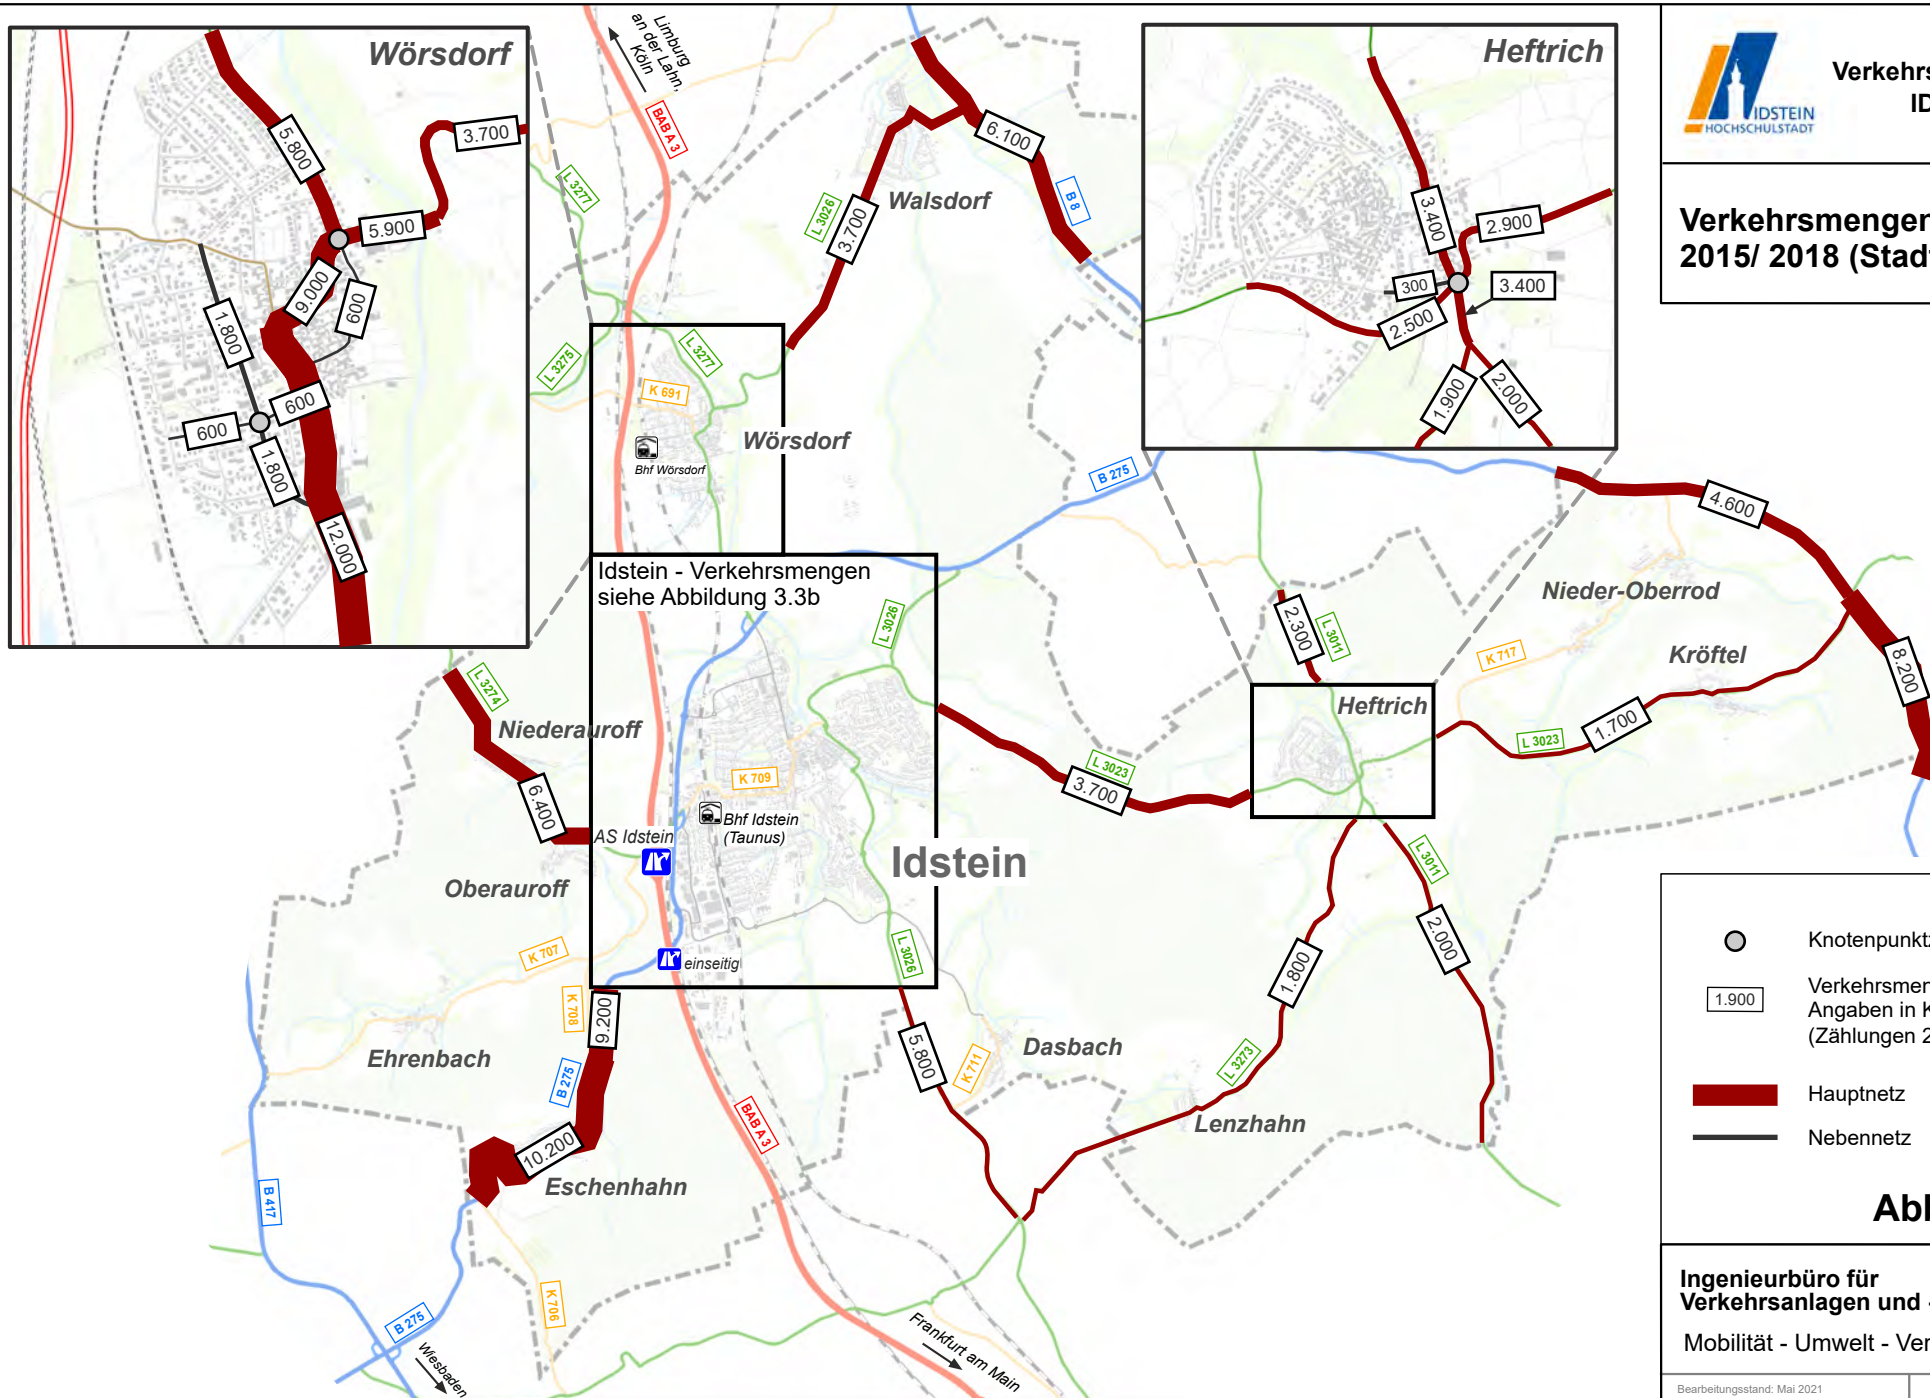 Wörsdorf
5.800
3.700
5.900
9.000
600
1.800
600
600
1.800
12.000
Limburg
an der Lahn,
Köln
BAB A 3
L 3277
L 3026
3.700
Walsdorf
6.100
B 8
L 3275
L 3277
K 691
Bhf Wörsdorf
Wörsdorf
B 275
Heftrich
3.400
2.900
300
3.400
2.500
1.900
2.000
IDSTEIN
HOCHSCHULSTADT
Verkehrs
ID
Verkehrsmengen
2015/ 2018 (Stad
4.600
Nieder-Oberrod
K 717
Kröftel
8.200
1.700
L 3023
2.300
L 3011
Heftrich
Idstein - Verkehrsmengen
siehe Abbildung 3.3b
L 3026
L 3274
Niederauroff
6.400
K 709
Bhf Idstein
(Taunus)
AS Idstein
Oberauroff
L 3023
3.700
Idstein
L 3011
2.000
1.800
L 3026
einseitig
K 707
K 708
9.200
Ehrenbach
B 275
5.800
K 711
Dasbach
L 3273
Lenzhahn
BAB A 3
10.200
Eschenhahn
B 417
K 706
B 275
Wiesbaden
Frankfurt am Main
Knotenpunkt
1.900
Verkehrsmen
Angaben in K
(Zählungen 2
Hauptnetz
Nebennetz
Abb
Ingenieurbüro für
Verkehrsanlagen und -
Mobilität - Umwelt - Ver
Bearbeitungsstand: Mai 2021